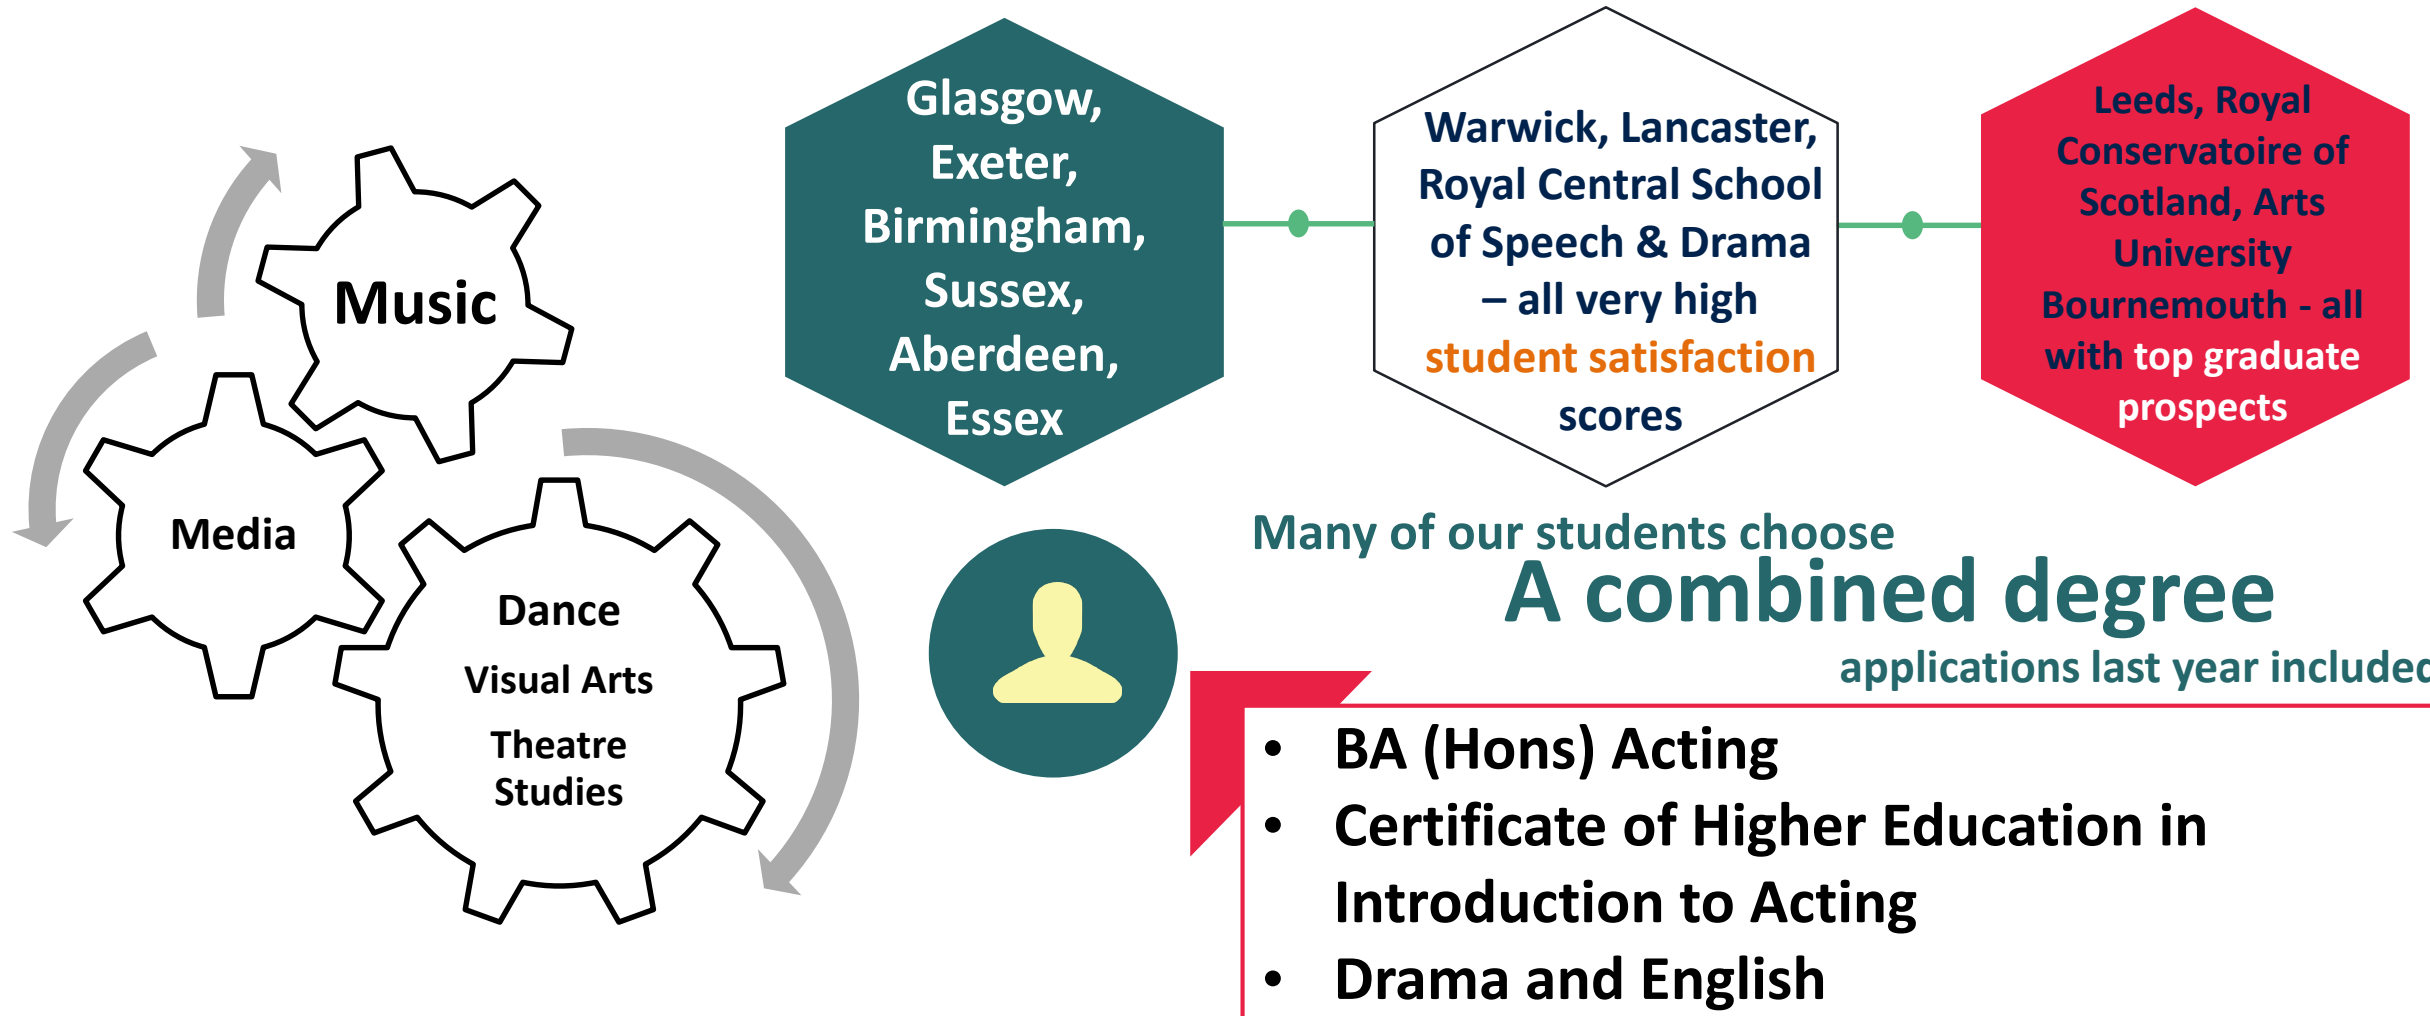 Music
Media
Dance
Visual Arts
Theatre
Studies
Glasgow,
Exeter,
Birmingham,
Sussex,
Aberdeen,
Essex
Warwick, Lancaster,
Royal Central School
of Speech & Drama
– all very high
student satisfaction
scores
Leeds, Royal
Conservatoire of
Scotland, Arts
University
Bournemouth - all
with top graduate
prospects
Many of our students choose
A combined degree
applications last year included
• BA (Hons) Acting
• Certificate of Higher Education in
Introduction to Acting
• Drama and English